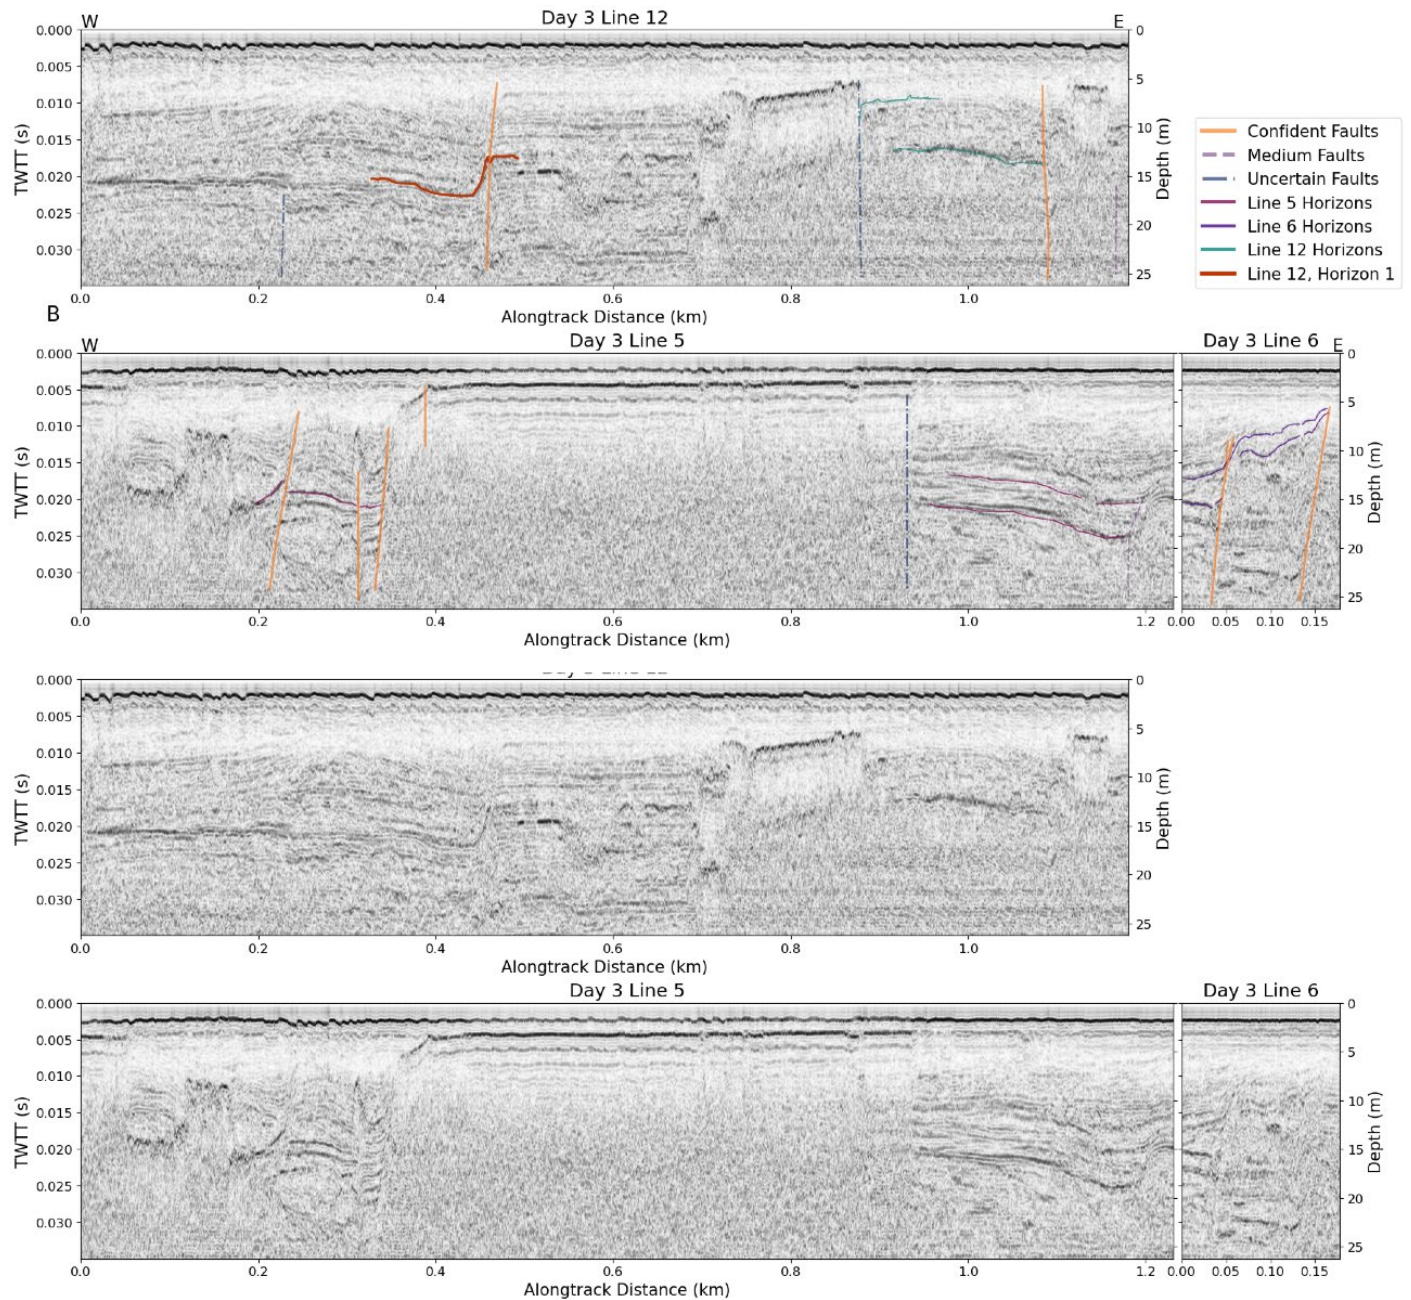 Day 3 Line 12
W
E
0.000
0.005
0.010
0.015
0.020
0.025
0.030
TWTT (s)
0
5
10
15
20
25
Depth (m)
0.0
0.2
0.4
0.6
0.8
1.0
Alongtrack Distance (km)
Confident Faults
Medium Faults
Uncertain Faults
Line 5 Horizons
Line 6 Horizons
Line 12 Horizons
Line 12, Horizon 1
B
W
Day 3 Line 5
Day 3 Line 6
E
0.000
0.005
0.010
0.015
0.020
0.025
0.030
TWTT (s)
0
5
10
15
20
25
Depth (m)
0.0
0.2
0.4
0.6
0.8
1.0
1.2
0.00
0.05
0.10
0.15
Alongtrack Distance (km)
0.000
0.005
0.010
0.015
0.020
0.025
0.030
TWTT (s)
0
5
10
15
20
25
Depth (m)
0.0
0.2
0.4
0.6
0.8
1.0
Alongtrack Distance (km)
Day 3 Line 5
Day 3 Line 6
0.000
0.005
0.010
0.015
0.020
0.025
0.030
TWTT (s)
0
5
10
15
20
25
Depth (m)
0.0
0.2
0.4
0.6
0.8
1.0
1.2
0.00
0.05
0.10
0.15
Alongtrack Distance (km)